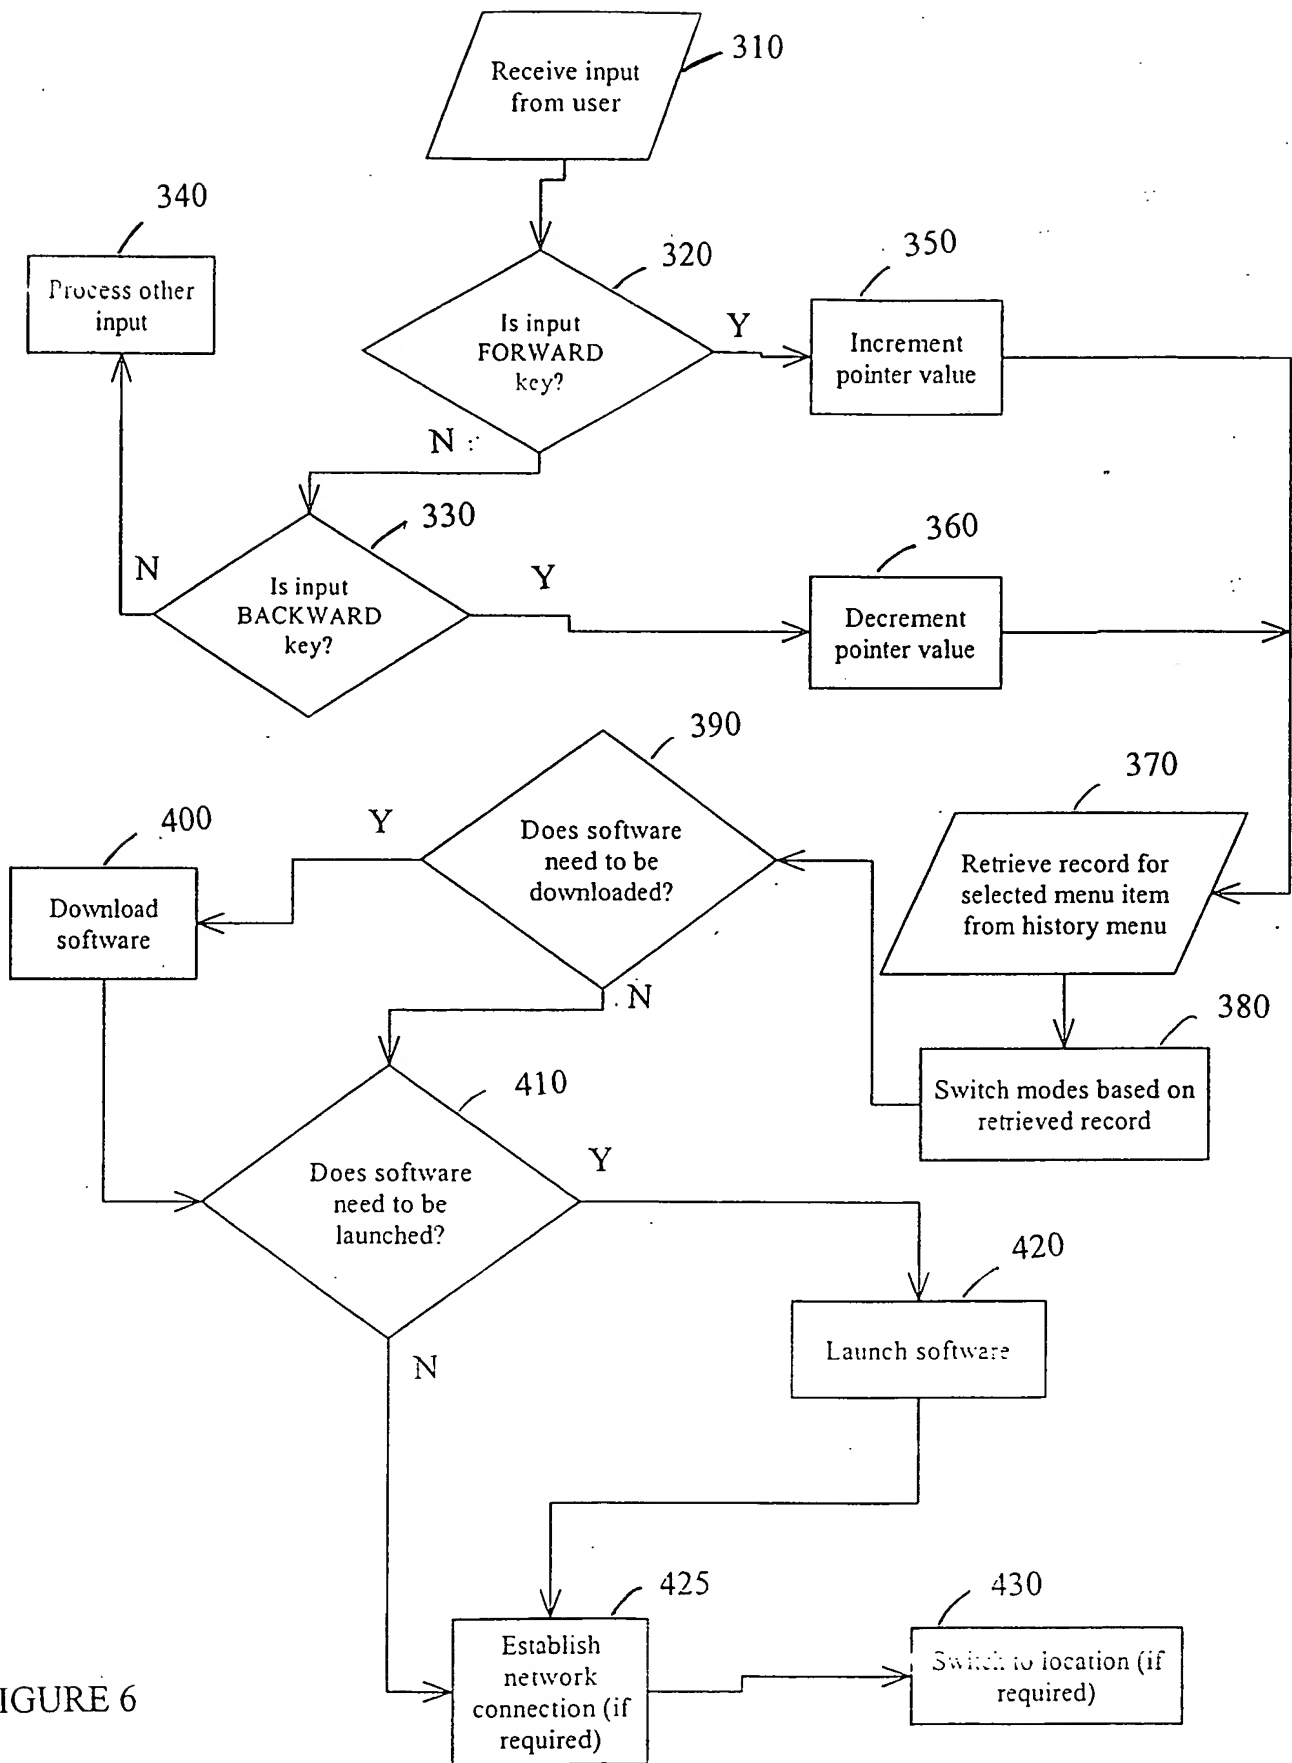 310
Receive input
from user
340
Process other
input
320
Is input
FORWARD
key?
Y
350
Increment
pointer value
N
330
Is input
BACKWARD
key?
N
Y
360
Decrement
pointer value
390
Does software
need to be
downloaded?
Y
N
370
Retrieve record for
selected menu item
from history menu
400
Download
software
380
Switch modes based on
retrieved record
410
Does software
need to be
launched?
Y
N
420
Launch software
425
Establish
network
connection (if
required)
430
Switch to location (if
required)
IGURE 6